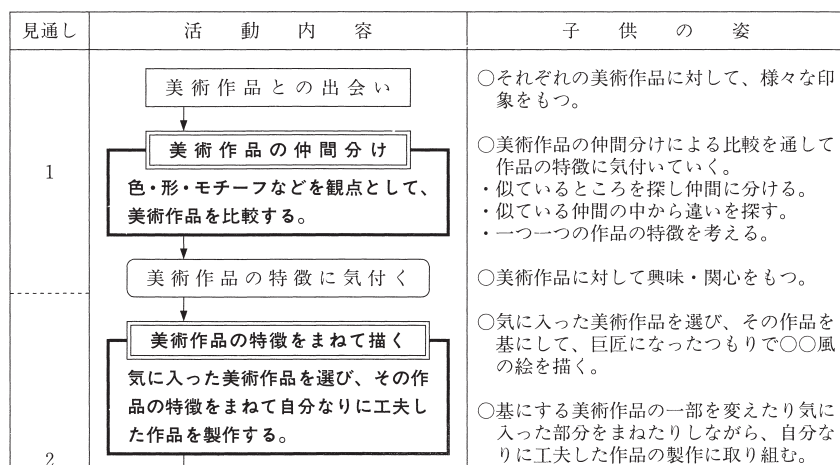 見通し
活動内容
子供の姿
1
美術作品との出会い
美術作品の仲間分け
色・形・モチーフなどを観点として、
美術作品を比較する。
美術作品の特徴に気付く
○それぞれの美術作品に対して、様々な印
象をもつ。
○美術作品の仲間分けによる比較を通して
作品の特徴に気付いていく。
・似ているところを探し仲間に分ける。
・似ている仲間の中から違いを探す。
・一つ一つの作品の特徴を考える。
○美術作品に対して興味・関心をもつ。
2
美術作品の特徴をまねて描く
気に入った美術作品を選び、その作
品の特徴をまねて自分なりに工夫し
た作品を製作する。
○気に入った美術作品を選び、その作品を
基にして、巨匠になったつもりで○○風
の絵を描く。
○基にする美術作品の一部を変えたり気に
入った部分をまねたりしながら、自分な
りに工夫した作品の製作に取り組む。